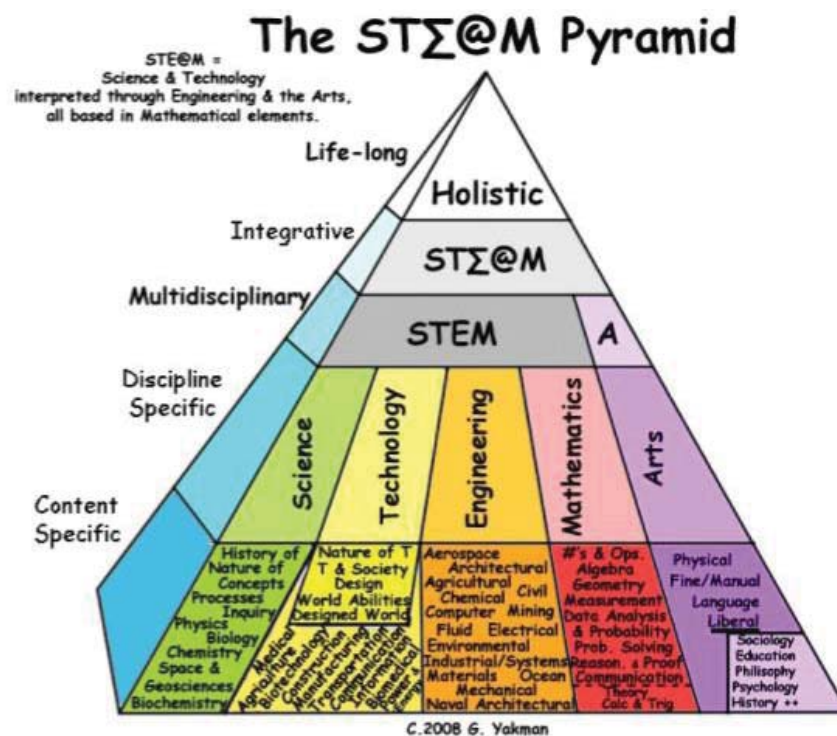 The ST∑@M Pyramid
STE@M =
Science & Technology
interpreted through Engineering & the Arts,
all based in Mathematical elements.
Life-long
Holistic
Integrative
ST∑@M
Multidisciplinary
STEM
A
Discipline
Specific
Science
Technology
Engineering
Mathematics
Arts
Content
Specific
History of
Nature of
Concepts
Processes
Inquiry
Physics
Biology
Chemistry
Space &
Geosciences
Biochemistry
Nature of T
T & Society
Design
World Abilities
Designed World
Medical
Agriculture
Biotechnology
Construction
Manufacturing
Transportation
Communication
Information
Biomedical
Power &
Energy
Aerospace
Architectural
Agricultural
Chemical Civil
Computer Mining
Fluid Electrical
Environmental
Industrial/Systems
Materials Ocean
Mechanical
Naval Architectural
#'s & Ops.
Algebra
Geometry
Measurement
Data Analysis
& Probability
Prob. Solving
Reason. & Proof
Communication
Theory
Calc & Trig
Physical
Fine/Manual
Language
Liberal
Sociology
Education
Philisophy
Psychology
History ++
C.2008 G. Yakman